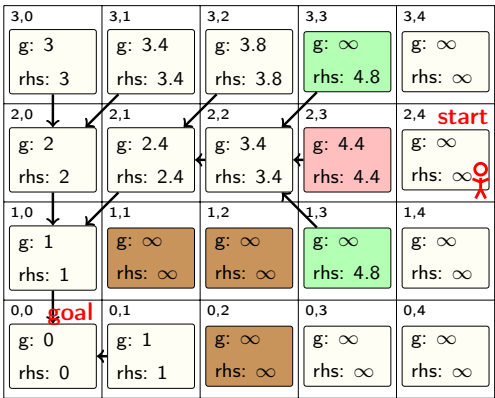 3,0 3,1 3,2 3,3 3,4
g: 3 g: 3.4 g: 3.8 g: ∞ g: ∞
rhs: 3 rhs: 3.4 rhs: 3.8 rhs: 4.8 rhs: ∞
2,0 2,1 2,2 2,3 2,4
start
g: 2 g: 2.4 g: 3.4 g: 4.4 g: ∞
rhs: 2 rhs: 2.4 rhs: 3.4 rhs: 4.4 rhs: ∞
1,0 1,1 1,2 1,3 1,4
g: 1 g: ∞ g: ∞ g: ∞ g: ∞
rhs: 1 rhs: ∞ rhs: ∞ rhs: 4.8 rhs: ∞
0,0 0,1 0,2 0,3 0,4
goal
g: 0 g: 1 g: ∞ g: ∞ g: ∞
rhs: 0 rhs: 1 rhs: ∞ rhs: ∞ rhs: ∞